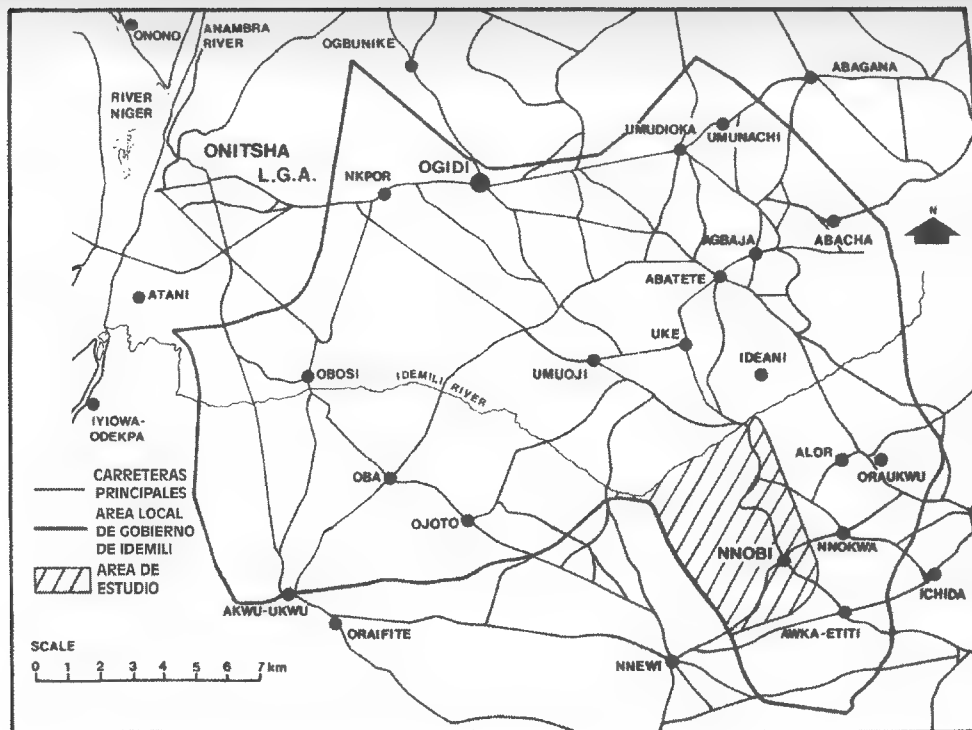 ONONO
ANAMBRA
RIVER
OGBUNIKE
ABAGANA
RIVER
NIGER
UMUDIOKA
UMUNACHI
ONITSHA
L.G.A.
NKPOR
OGIDI
N
AGBAJA
ABACHA
ABATETE
ATANI
UKE
IDEANI
UMUOJI
OBOSI
IDEMILI RIVER
IYIOWA-
ODEKPA
ALOR
ORAUKWU
CARRETERAS
PRINCIPALES
OBA
AREA LOCAL
DE GOBIERNO
DE IDEMILI
OJOTO
NNOKWA
NNOBI
AREA DE
ESTUDIO
ICHIDA
AKWU-UKWU
AWKA-ETITI
ORAIFITE
SCALE
0 1 2 3 4 5 6 7 km
NNEWI